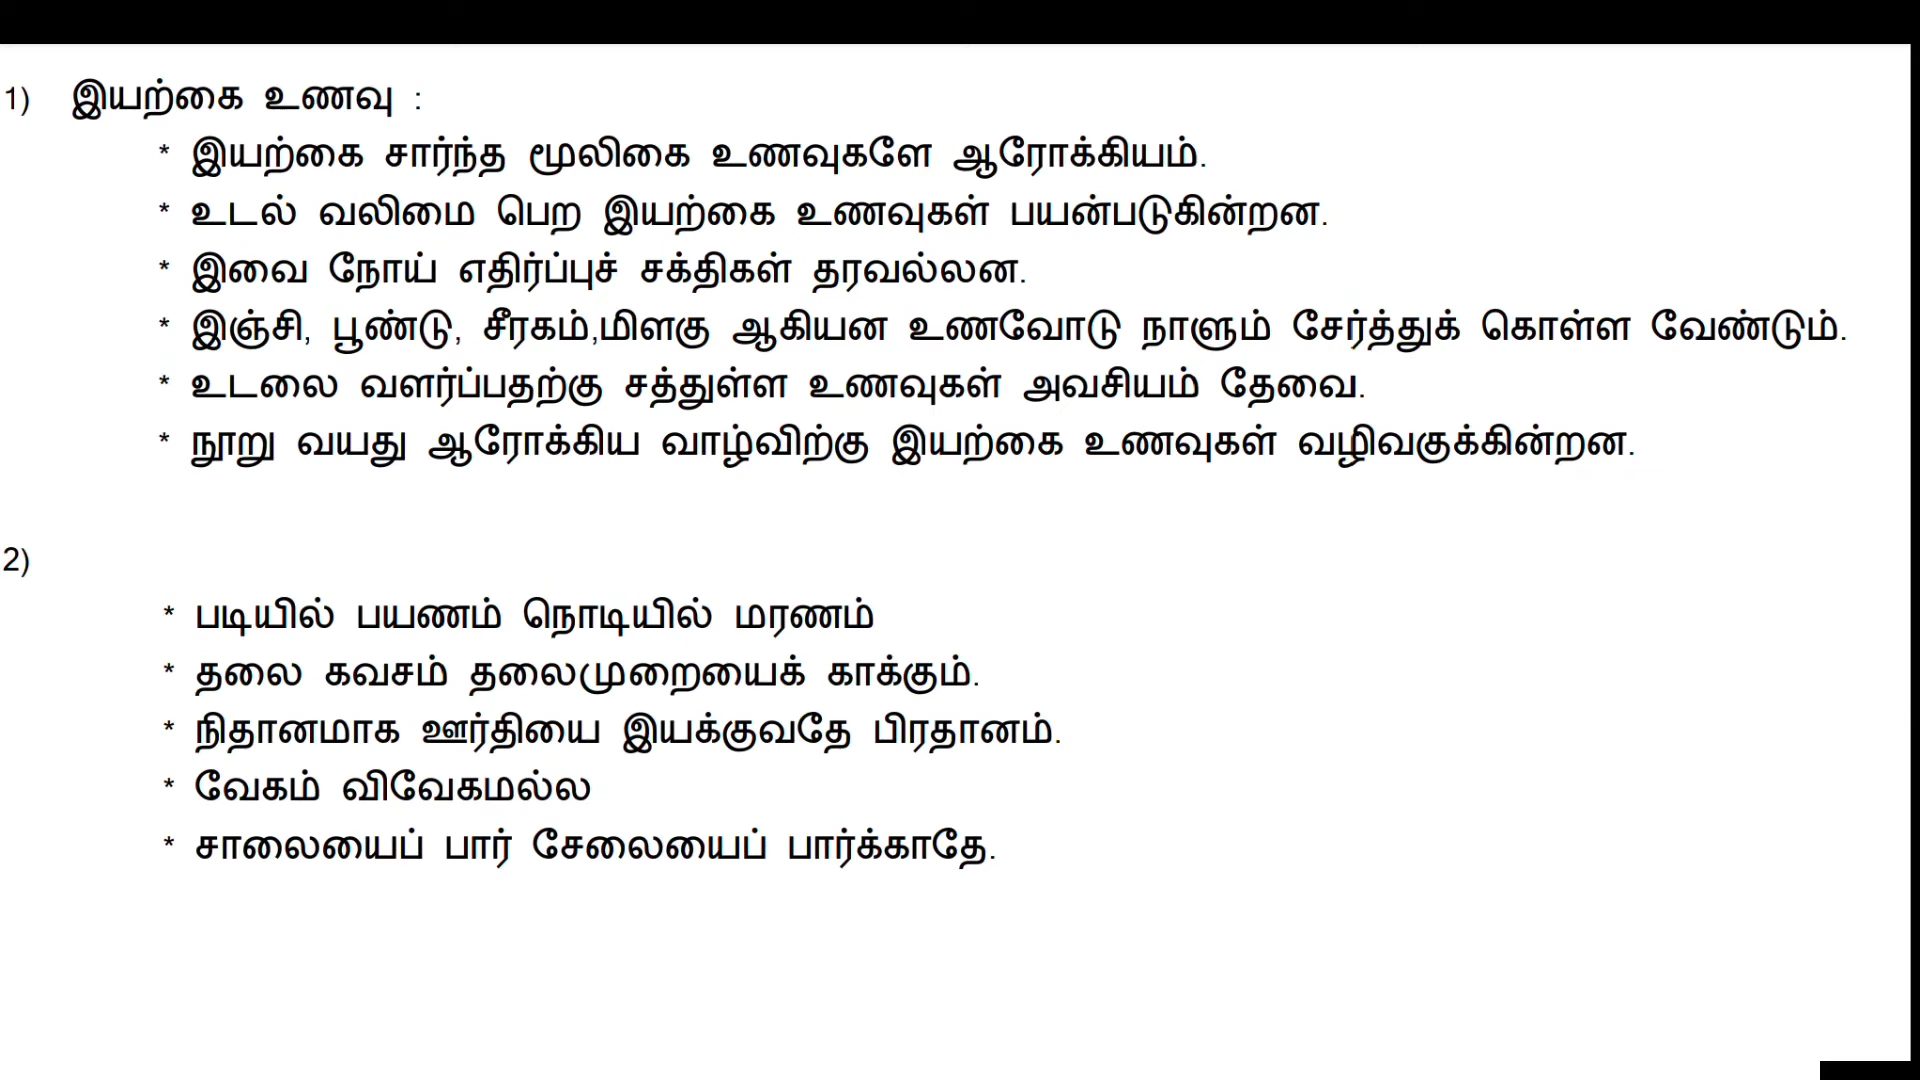 1) இயற்கை உணவு :
* இயற்கை சார்ந்த மூலிகை உணவுகளே ஆரோக்கியம்.
* உடல் வலிமை பெற இயற்கை உணவுகள் பயன்படுகின்றன.
* இவை நோய் எதிர்ப்புச் சக்திகள் தரவல்லன.
* இஞ்சி, பூண்டு, சீரகம்,மிளகு ஆகியன உணவோடு நாளும் சேர்த்துக் கொள்ள வேண்டும்.
* உடலை வளர்ப்பதற்கு சத்துள்ள உணவுகள் அவசியம் தேவை.
* நூறு வயது ஆரோக்கிய வாழ்விற்கு இயற்கை உணவுகள் வழிவகுக்கின்றன.
2)
* படியில் பயணம் நொடியில் மரணம்
* தலை கவசம் தலைமுறையைக் காக்கும்.
* நிதானமாக ஊர்தியை இயக்குவதே பிரதானம்.
* வேகம் விவேகமல்ல
* சாலையைப் பார் சேலையைப் பார்க்காதே.